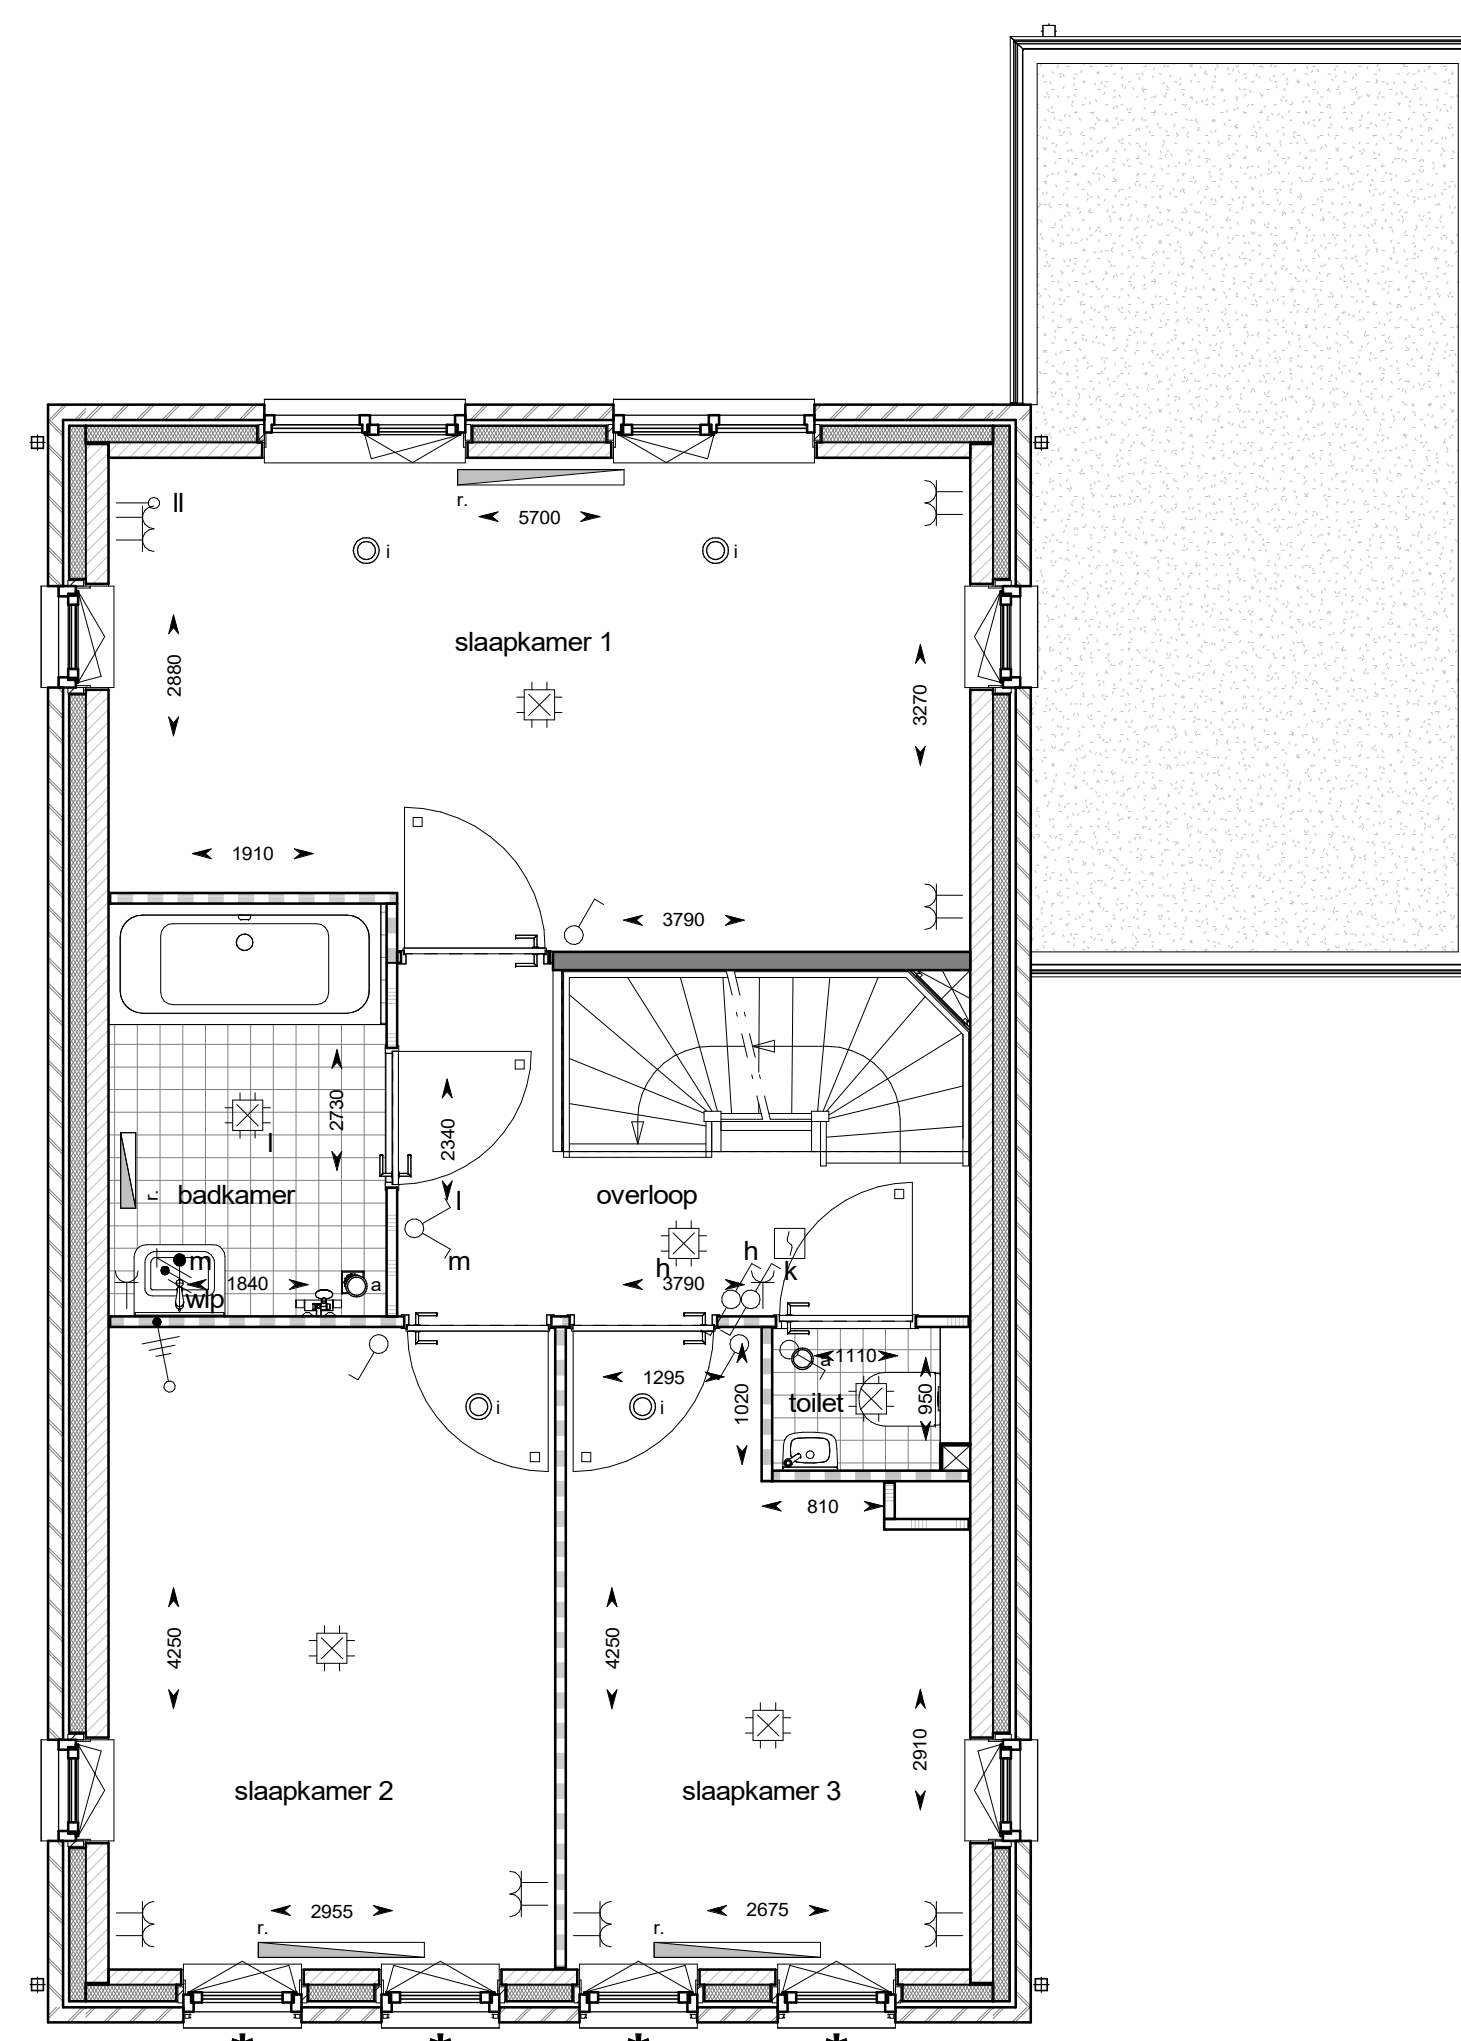 ll
r.
5700
i
i
slaapkamer 1
2880
3270
1910
3790
2730
2340
l
r.
badkamer
overloop
l
m
h
h
k
m
1840
a
wlp
3790
1295
1020
a
1110
toilet
950
i
i
810
4250
4250
2910
slaapkamer 2
slaapkamer 3
2955
2675
r.
r.
* * * *